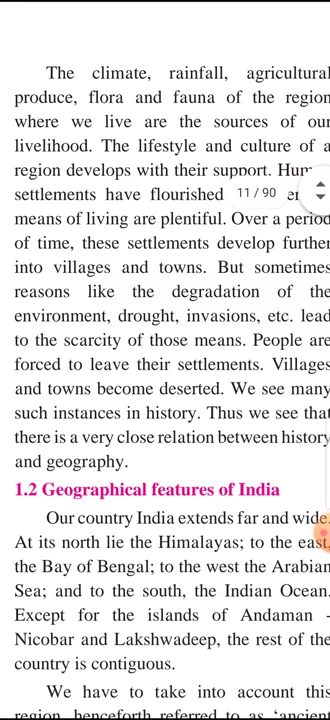 The climate, rainfall, agricultural
produce, flora and fauna of the region
where we live are the sources of our
livelihood. The lifestyle and culture of a
region develops with their support.
settlements have flourished 11 / 90
means of living are plentiful. Over a period
of time, these settlements develop further
into villages and towns. But sometimes
reasons like the degradation of the
environment, drought, invasions, etc. lead
to the scarcity of those means. People are
forced to leave their settlements. Villages
and towns become deserted. We see many
such instances in history. Thus we see that
there is a very close relation between history
and geography.
1.2 Geographical features of India
Our country India extends far and wide.
At its north lie the Himalayas; to the east,
the Bay of Bengal; to the west the Arabian
Sea; and to the south, the Indian Ocean.
Except for the islands of Andaman -
Nicobar and Lakshwadeep, the rest of the
country is contiguous.
We have to take into account this
region, henceforth referred to as ‘ancient